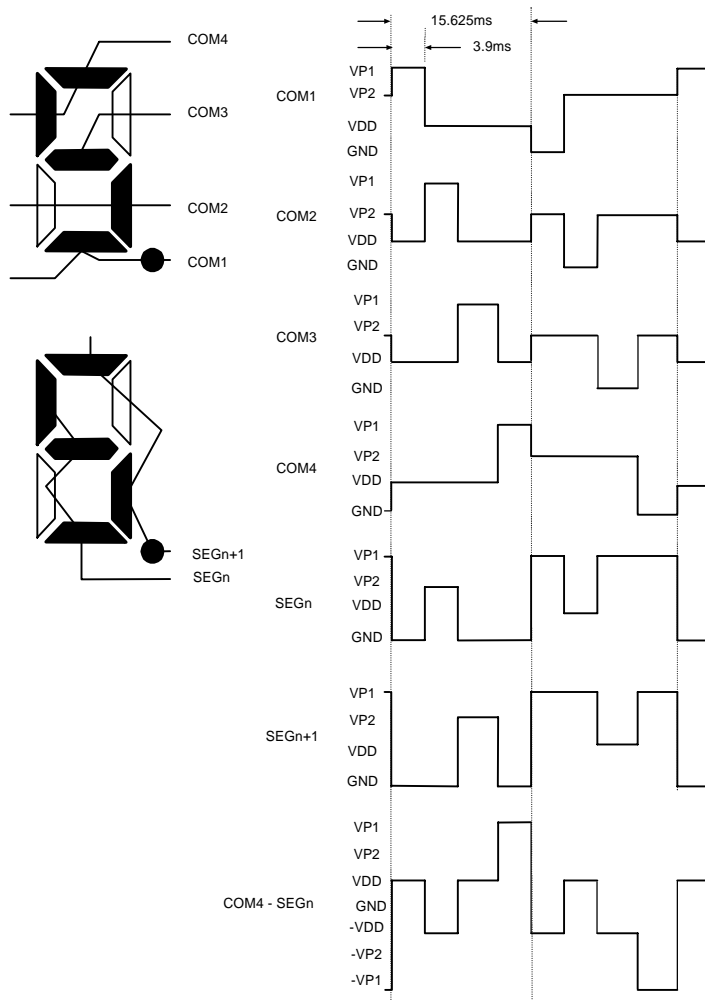 15.625ms
3.9ms
COM4
COM3
COM2
COM1
SEGn+1
SEGn
COM1
VP1
VP2
VDD
GND
COM2
VP1
VP2
VDD
GND
COM3
VP1
VP2
VDD
GND
COM4
VP1
VP2
VDD
GND
SEGn
VP1
VP2
VDD
GND
SEGn+1
VP1
VP2
VDD
GND
COM4 - SEGn
VP1
VP2
VDD
GND
-VDD
-VP2
-VP1